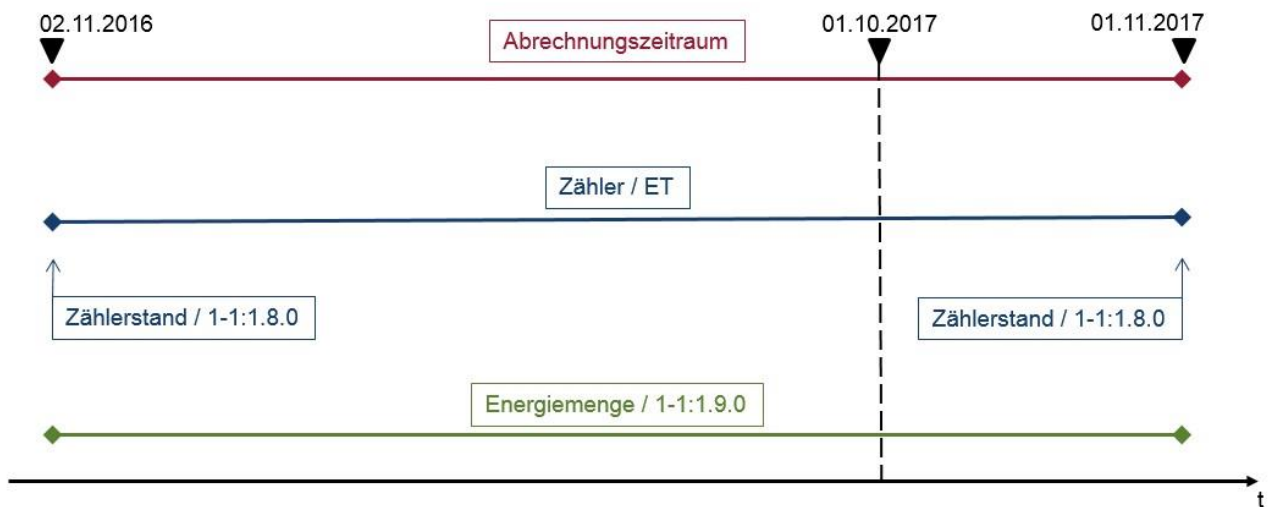 02.11.2016
Abrechnungszeitraum
01.10.2017
01.11.2017
Zähler / ET
Zählerstand / 1-1:1.8.0
Zählerstand / 1-1:1.8.0
Energiemenge / 1-1:1.9.0
t